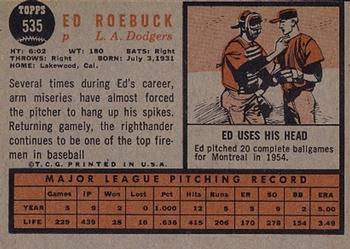 TOPPS
535
ED ROEBUCK
p L. A. Dodgers
HT: 6:02 WT: 180 BATS: Right
THROWS: Right BORN: July 3, 1931
HOME: Lakewood, Cal.
Several times during Ed's career,
arm miseries have almost forced
the pitcher to hang up his spikes.
Returning gamely, the righthander
continues to be one of the top fire-
men in baseball
©T.C.G. PRINTED IN U.S.A.
ED USES HIS HEAD
Ed pitched 20 complete ballgames
for Montreal in 1954.
MAJOR LEAGUE PITCHING RECORD
Games IP Won Lost Pct. Hits Runs ER SO BB ERA
YEAR 5 9 2 0 1.000 12 5 5 6 2 5.00
LIFE 229 439 28 16 .636 415 205 170 258 154 3.49